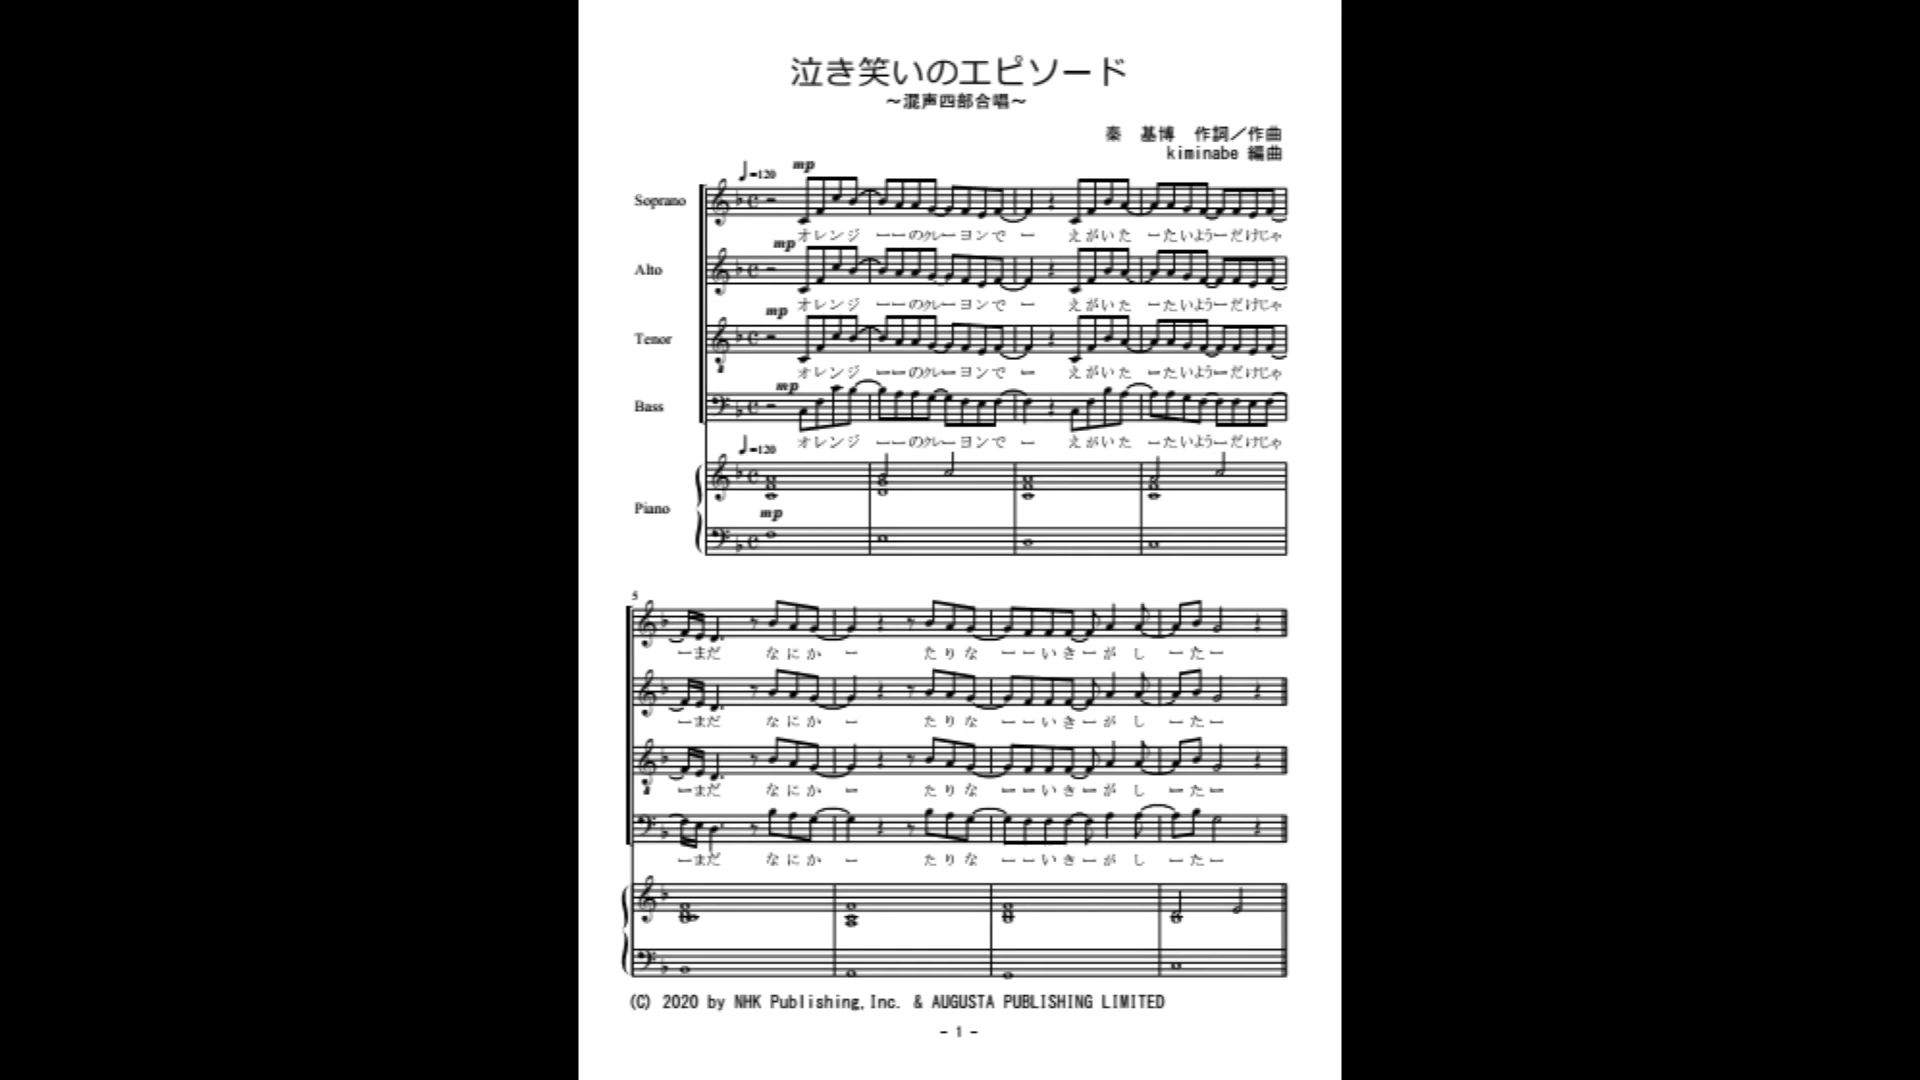 泣き笑いのエピソード
～混声四部合唱～
秦　基博　作詞／作曲
kiminabe 編曲
♩=120
mp
Soprano
オレンジ ーーのクレーヨンで ー えがいた ーたいようーだけじゃ
mp
Alto
オレンジ ーーのクレーヨンで ー えがいた ーたいようーだけじゃ
mp
Tenor
8
オレンジ ーーのクレーヨンで ー えがいた ーたいようーだけじゃ
mp
Bass
オレンジ ーーのクレーヨンで ー えがいた ーたいようーだけじゃ
♩=120
Piano
mp
5
ーまだ なにか ー たりな ーーいきーが し ーたー
ーまだ なにか ー たりな ーーいきーが し ーたー
8
ーまだ なにか ー たりな ーーいきーが し ーたー
ーまだ なにか ー たりな ーーいきーが し ーたー
(C) 2020 by NHK Publishing,Inc. & AUGUSTA PUBLISHING LIMITED
- 1 -